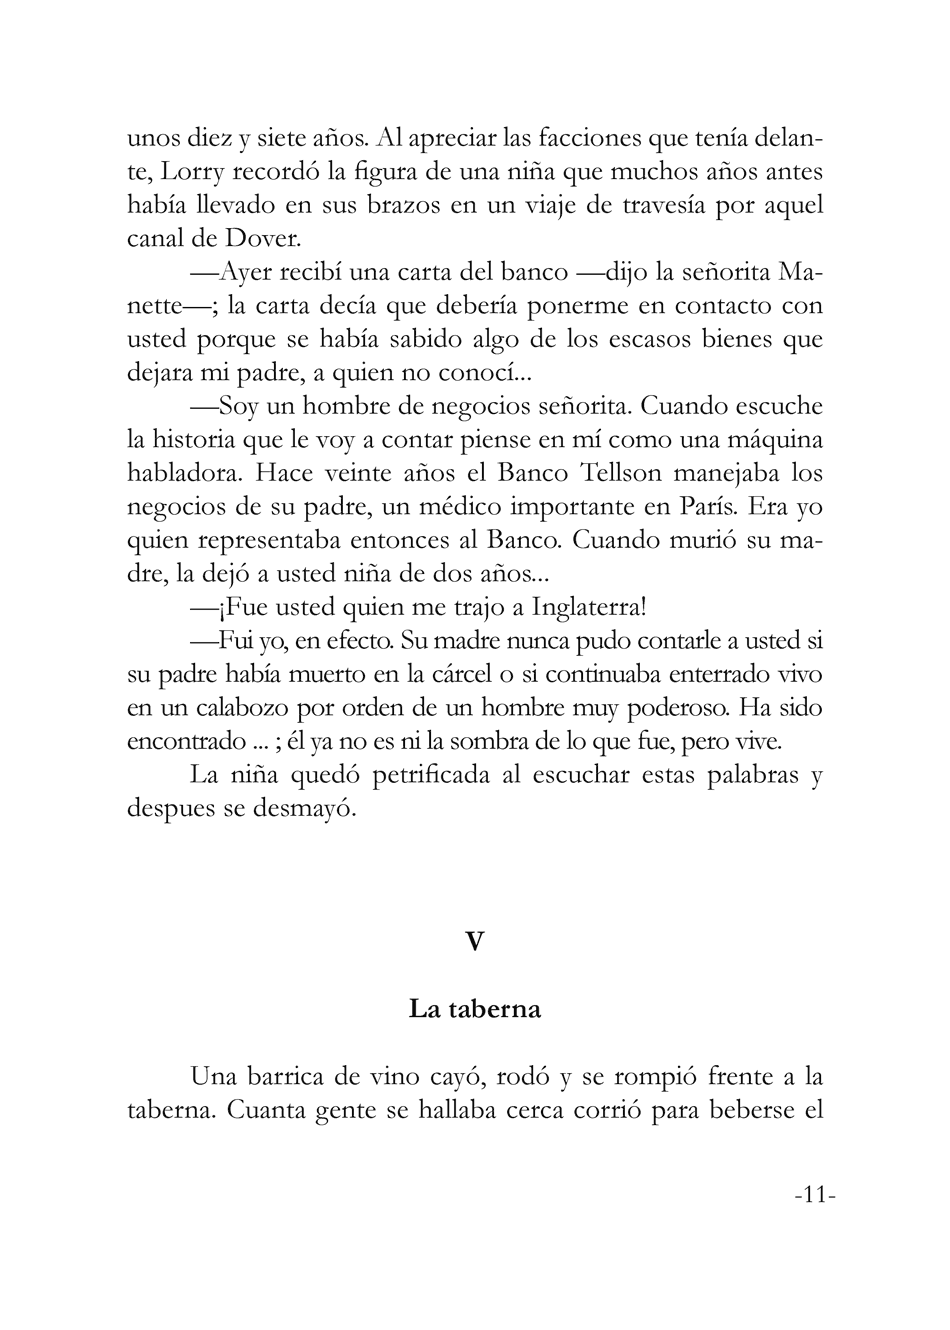 unos diez y siete años. Al apreciar las facciones que tenía delan-
te, Lorry recordó la figura de una niña que muchos años antes
había llevado en sus brazos en un viaje de travesía por aquel
canal de Dover.
—Ayer recibí una carta del banco —dijo la señorita Ma-
nette—; la carta decía que debería ponerme en contacto con
usted porque se había sabido algo de los escasos bienes que
dejara mi padre, a quien no conocí...
—Soy un hombre de negocios señorita. Cuando escuche
la historia que le voy a contar piense en mí como una máquina
habladora. Hace veinte años el Banco Tellson manejaba los
negocios de su padre, un médico importante en París. Era yo
quien representaba entonces al Banco. Cuando murió su ma-
dre, la dejó a usted niña de dos años...
—¡Fue usted quien me trajo a Inglaterra!
—Fui yo, en efecto. Su madre nunca pudo contarle a usted si
su padre había muerto en la cárcel o si continuaba enterrado vivo
en un calabozo por orden de un hombre muy poderoso. Ha sido
encontrado ... ; él ya no es ni la sombra de lo que fue, pero vive.
La niña quedó petrificada al escuchar estas palabras y
despues se desmayó.
V
La taberna
Una barrica de vino cayó, rodó y se rompió frente a la
taberna. Cuanta gente se hallaba cerca corrió para beberse el
-11-